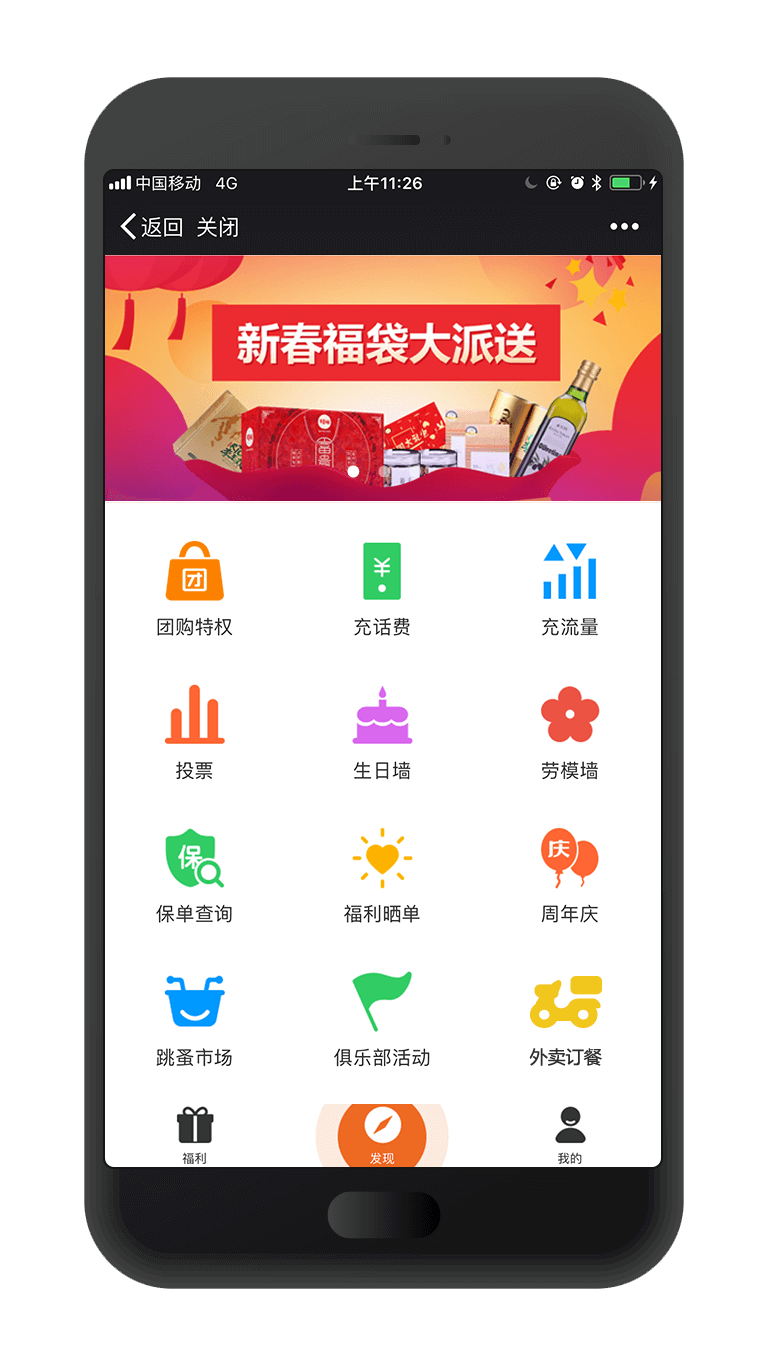 中国移动 4G 上午11:26
返回 关闭
新春福袋大派送
团
¥
团购特权 充话费 充流量
投票 生日墙 劳模墙
保 庆
保单查询 福利晒单 周年庆
跳蚤市场 俱乐部活动 外卖订餐
福利 发现 我的